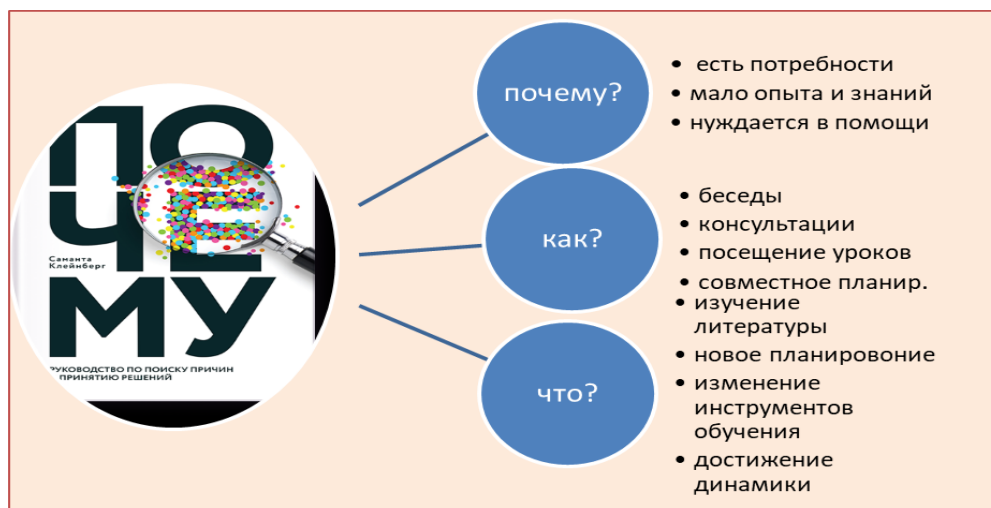 ПО
ЧЕ
МУ
Саманта
Клейнберг
РУКОВОДСТВО ПО ПОИСКУ ПРИЧИН
ПРИНЯТИЮ РЕШЕНИЙ
почему?
• есть потребности
• мало опыта и знаний
• нуждается в помощи
как?
• беседы
• консультации
• посещение уроков
• совместное планир.
что?
• изучение
литературы
• новое планировоние
• изменение
инструментов
обучения
• достижение
динамики